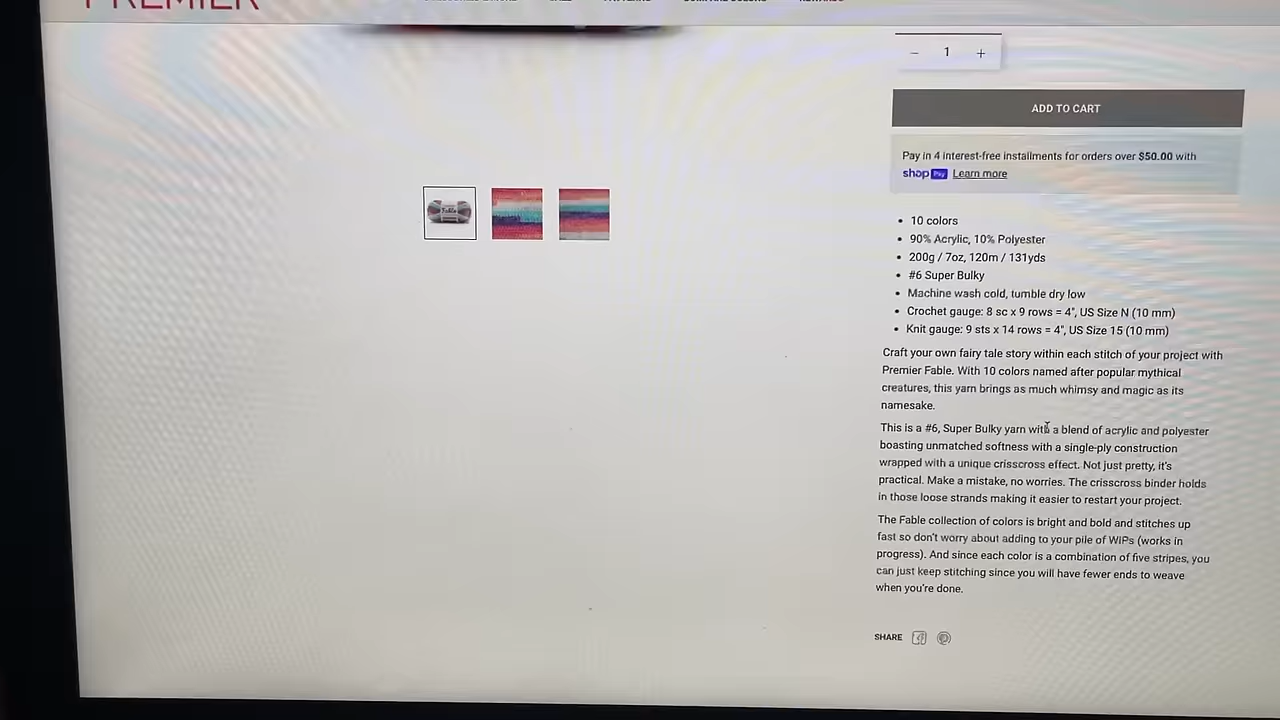 PREMIER
− 1 +
ADD TO CART
Pay in 4 interest-free installments for orders over $50.00 with
shop Pay Learn more
• 10 colors
• 90% Acrylic, 10% Polyester
• 200g / 7oz, 120m / 131yds
• #6 Super Bulky
• Machine wash cold, tumble dry low
• Crochet gauge: 8 sc x 9 rows = 4", US Size N (10 mm)
• Knit gauge: 9 sts x 14 rows = 4", US Size 15 (10 mm)
Craft your own fairy tale story within each stitch of your project with
Premier Fable. With 10 colors named after popular mythical
creatures, this yarn brings as much whimsy and magic as its
namesake.
This is a #6, Super Bulky yarn with a blend of acrylic and polyester
boasting unmatched softness with a single-ply construction
wrapped with a unique crisscross effect. Not just pretty, it's
practical. Make a mistake, no worries. The crisscross binder holds
in those loose strands making it easier to restart your project.
The Fable collection of colors is bright and bold and stitches up
fast so don't worry about adding to your pile of WIPs (works in
progress). And since each color is a combination of five stripes, you
can just keep stitching since you will have fewer ends to weave
when you're done.
SHARE
Fable